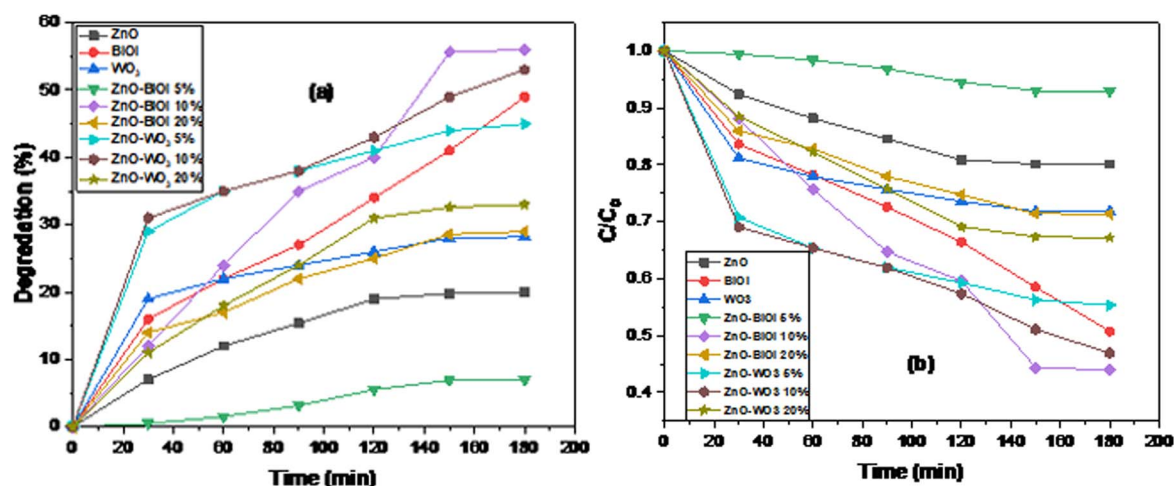 60
50
40
30
20
10
0
Degradation (%)
ZnO
BIOI
WO₃
ZnO-BIOI 5%
ZnO-BIOI 10%
ZnO-BIOI 20%
ZnO-WO₃ 5%
ZnO-WO₃ 10%
ZnO-WO₃ 20%
(a)
0 20 40 60 80 100 120 140 160 180 200
Time (min)
1.0
0.9
0.8
0.7
0.6
0.5
0.4
C/C₀
ZnO
BIOI
WO3
ZnO-BIOI 5%
ZnO-BIOI 10%
ZnO-BIOI 20%
ZnO-WO3 5%
ZnO-WO3 10%
ZnO-WO3 20%
(b)
0 20 40 60 80 100 120 140 160 180 200
Time (min)